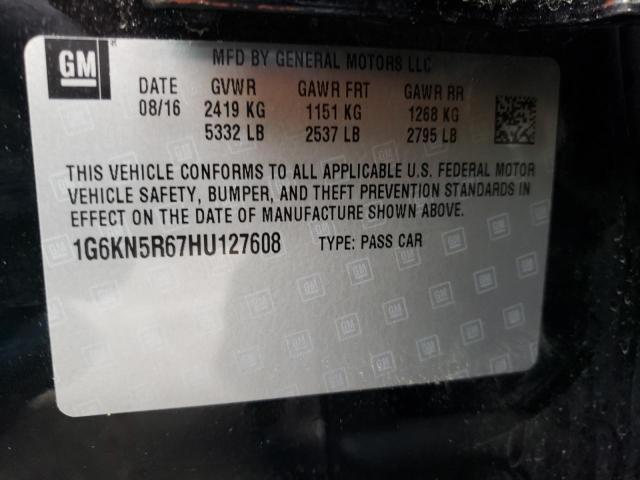 GM
MFD BY GENERAL MOTORS LLC
DATE GVWR GAWR FRT GAWR RR
08/16 2419 KG 1151 KG 1268 KG
5332 LB 2537 LB 2795 LB
THIS VEHICLE CONFORMS TO ALL APPLICABLE U.S. FEDERAL MOTOR
VEHICLE SAFETY, BUMPER, AND THEFT PREVENTION STANDARDS IN
EFFECT ON THE DATE OF MANUFACTURE SHOWN ABOVE.
1G6KN5R67HU127608 TYPE: PASS CAR